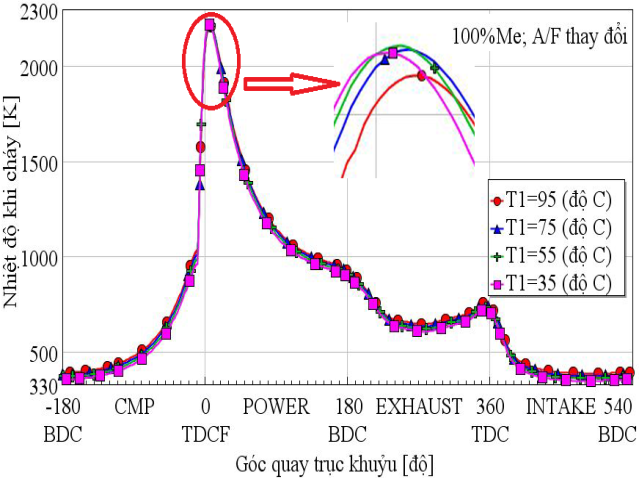 2300
100%Me; A/F thay đổi
2000
Nhiệt độ khí cháy [K]
1500
T1=95 (độ C)
T1=75 (độ C)
T1=55 (độ C)
T1=35 (độ C)
1000
500
330
-180 CMP 0 POWER 180 EXHAUST 360 INTAKE 540
BDC TDCF BDC TDC BDC
Góc quay trục khuỷu [độ]